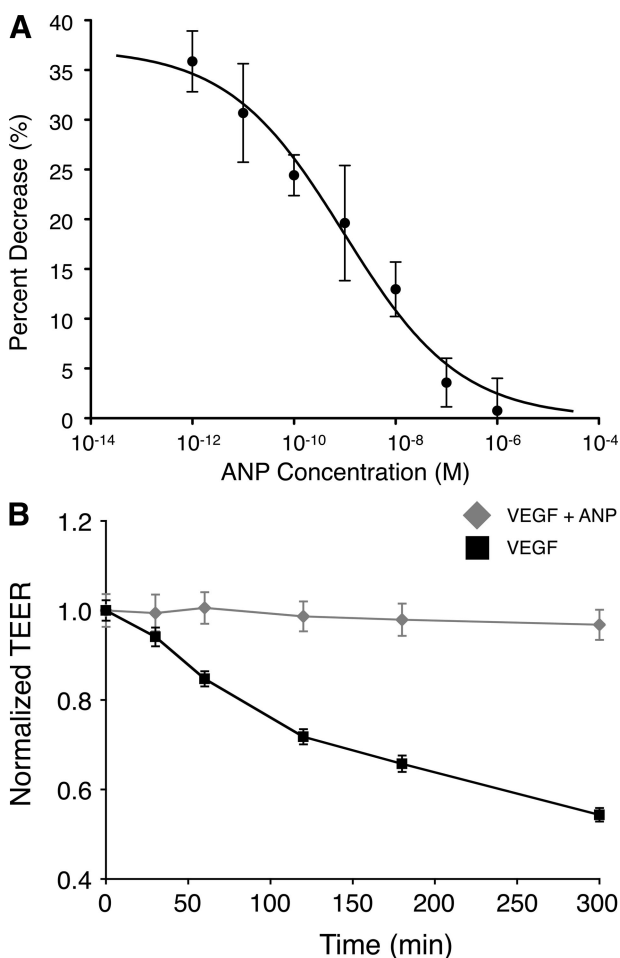 A
40
35
30
25
20
15
10
5
0
Percent Decrease (%)
10-14 10-12 10-10 10-8 10-6 10-4
ANP Concentration (M)
B
VEGF + ANP
VEGF
1.2
1.0
0.8
0.6
0.4
Normalized TEER
0 50 100 150 200 250 300
Time (min)